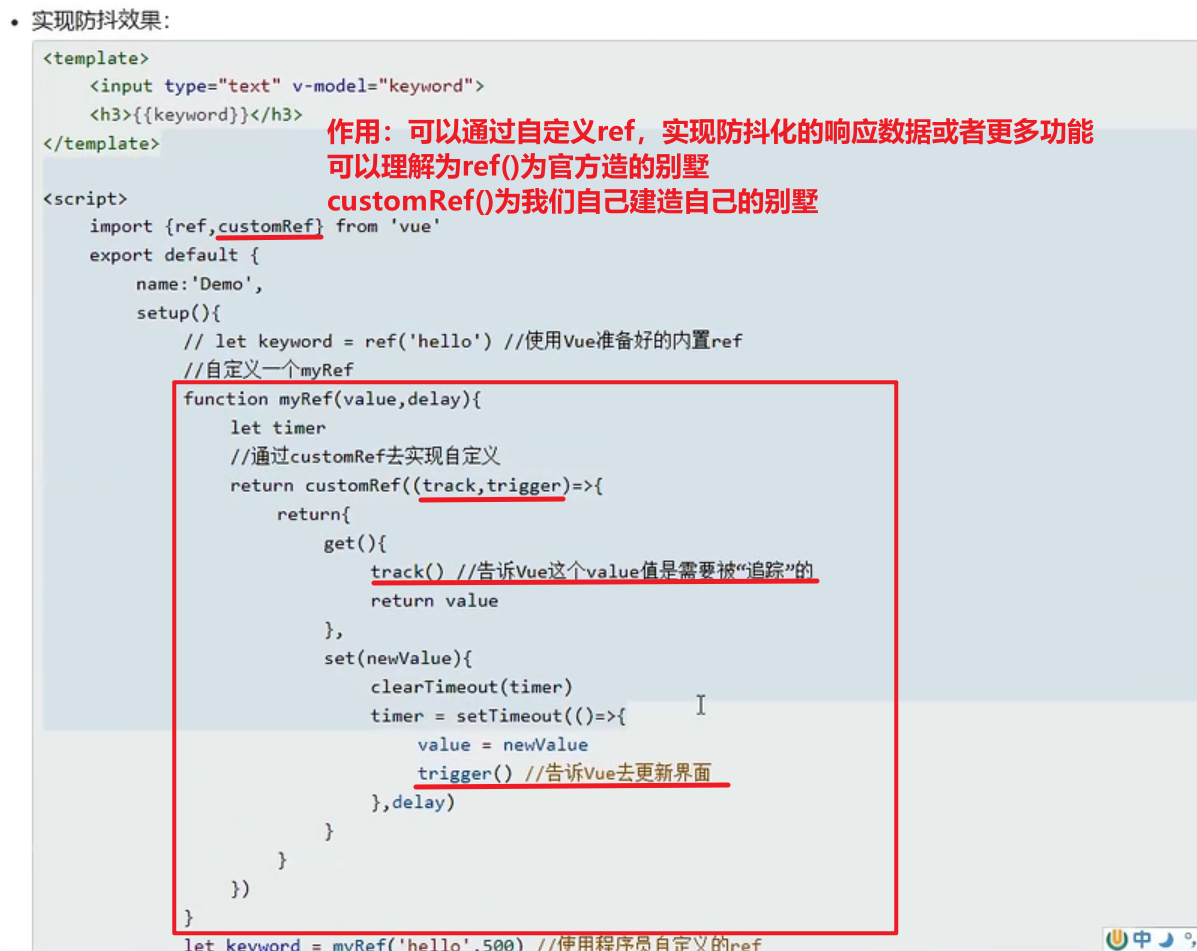 • 实现防抖效果：
<template>
<input type="text" v-model="keyword">
<h3>{{keyword}}</h3>
</template>
作用：可以通过自定义ref，实现防抖化的响应数据或者更多功能
可以理解为ref()为官方造的别墅
customRef()为我们自己建造自己的别墅
<script>
import {ref,customRef} from 'vue'
export default {
name:'Demo',
setup(){
// let keyword = ref('hello') //使用Vue准备好的内置ref
//自定义一个myRef
function myRef(value,delay){
let timer
//通过customRef去实现自定义
return customRef((track,trigger)=>{
return{
get(){
track() //告诉Vue这个value值是需要被“追踪”的
return value
},
set(newValue){
clearTimeout(timer)
timer = setTimeout(()=>{
value = newValue
trigger() //告诉Vue去更新界面
},delay)
}
}
})
}
let keyword = myRef('hello',500) //使用程序员自定义的ref
中